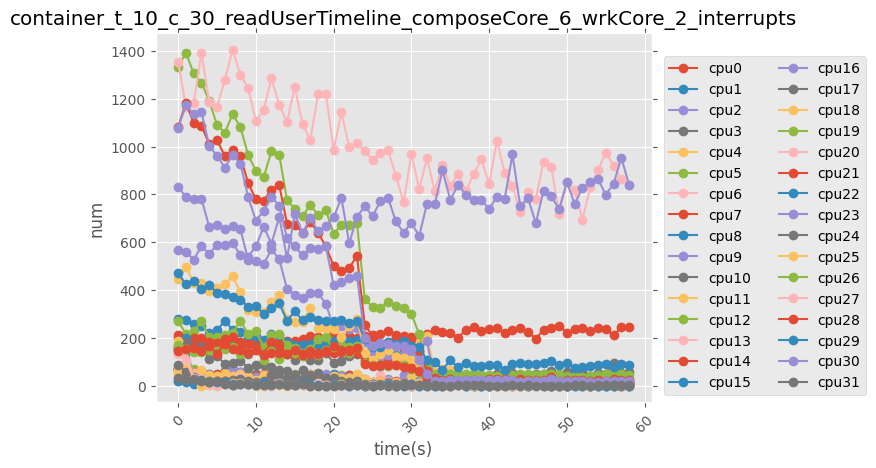 container_t_10_c_30_readUserTimeline_composeCore_6_wrkCore_2_interrupts
1400
1200
1000
800
600
400
200
0
num
0
10
20
30
40
50
60
time(s)
cpu0
cpu1
cpu2
cpu3
cpu4
cpu5
cpu6
cpu7
cpu8
cpu9
cpu10
cpu11
cpu12
cpu13
cpu14
cpu15
cpu16
cpu17
cpu18
cpu19
cpu20
cpu21
cpu22
cpu23
cpu24
cpu25
cpu26
cpu27
cpu28
cpu29
cpu30
cpu31